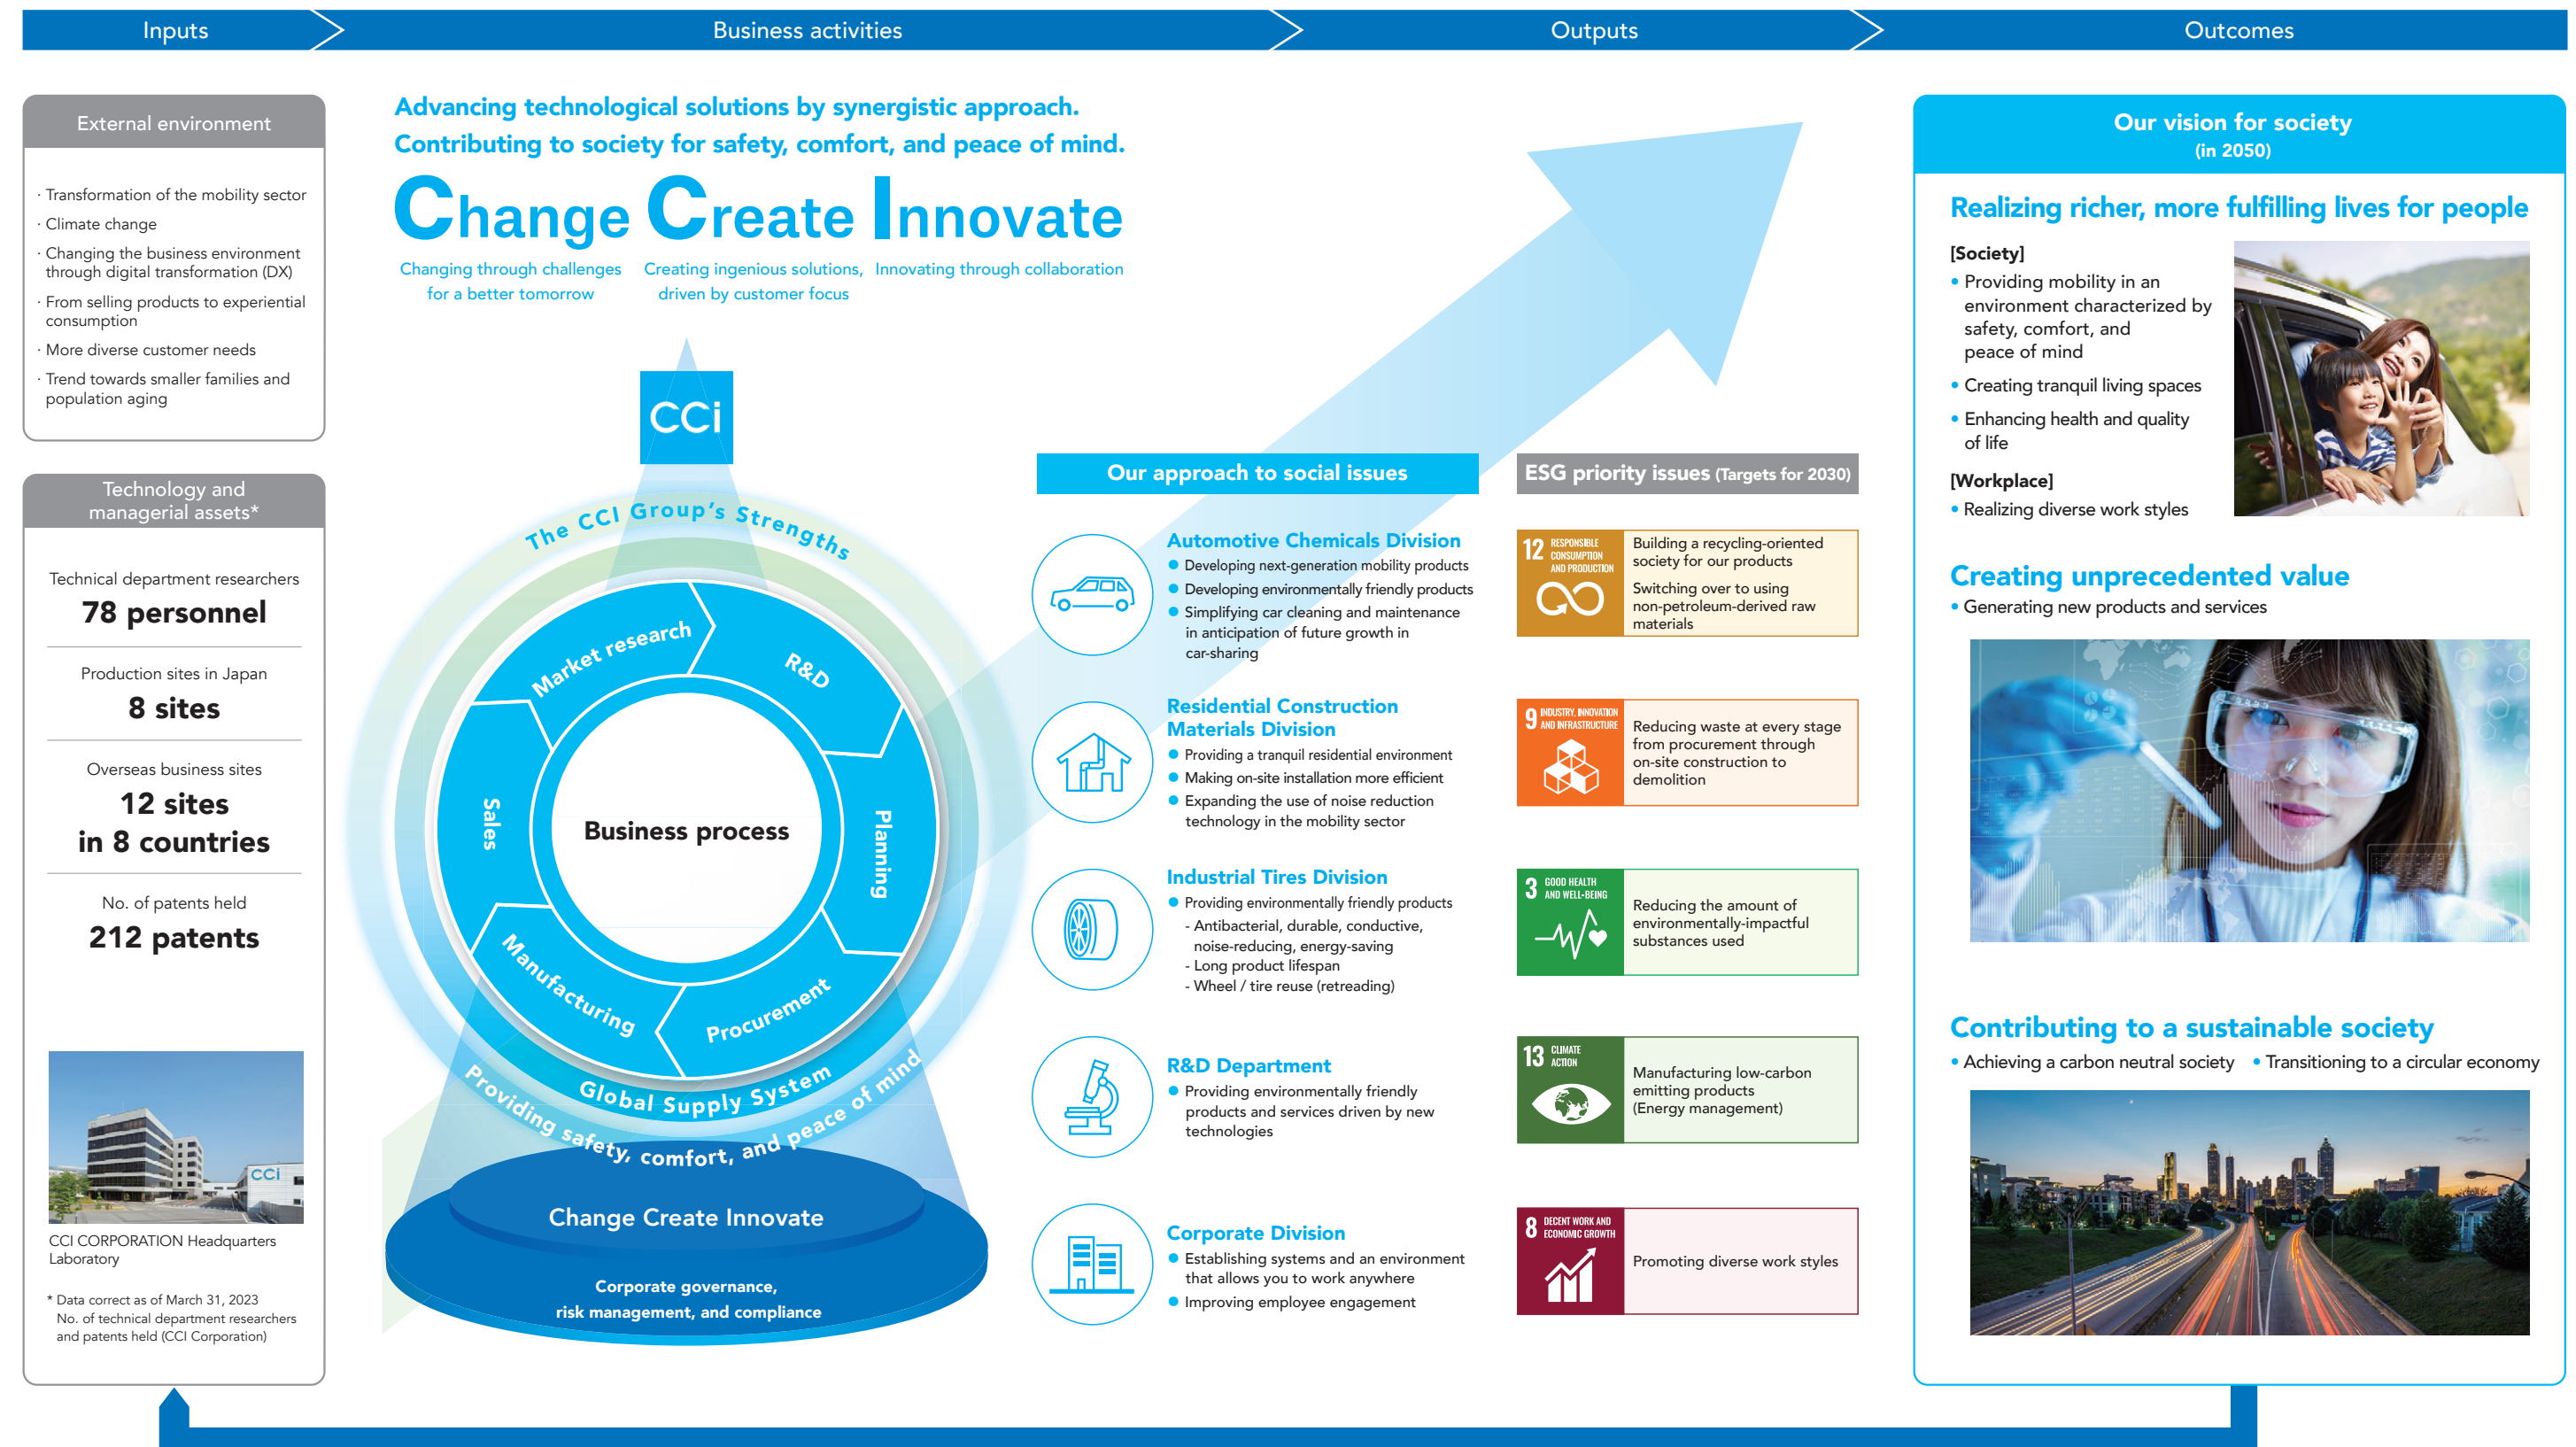 Inputs
Business activities
Outputs
Outcomes
External environment
· Transformation of the mobility sector
· Climate change
· Changing the business environment
through digital transformation (DX)
· From selling products to experiential
consumption
· More diverse customer needs
· Trend towards smaller families and
population aging
Technology and
managerial assets*
Technical department researchers
78 personnel
Production sites in Japan
8 sites
Overseas business sites
12 sites
in 8 countries
No. of patents held
212 patents
CCI
CCI CORPORATION Headquarters
Laboratory
* Data correct as of March 31, 2023
No. of technical department researchers
and patents held (CCI Corporation)
Advancing technological solutions by synergistic approach.
Contributing to society for safety, comfort, and peace of mind.
Change Create Innovate
Changing through challenges
for a better tomorrow
Creating ingenious solutions,
driven by customer focus
Innovating through collaboration
CCi
The CCI Group's Strengths
Market research
R&D
Planning
Procurement
Manufacturing
Sales
Business process
Global Supply System
Providing safety, comfort, and peace of mind
Change Create Innovate
Corporate governance,
risk management, and compliance
Our approach to social issues
Automotive Chemicals Division
● Developing next-generation mobility products
● Developing environmentally friendly products
● Simplifying car cleaning and maintenance
in anticipation of future growth in
car-sharing
Residential Construction
Materials Division
● Providing a tranquil residential environment
● Making on-site installation more efficient
● Expanding the use of noise reduction
technology in the mobility sector
Industrial Tires Division
● Providing environmentally friendly products
- Antibacterial, durable, conductive,
noise-reducing, energy-saving
- Long product lifespan
- Wheel / tire reuse (retreading)
R&D Department
● Providing environmentally friendly
products and services driven by new
technologies
Corporate Division
● Establishing systems and an environment
that allows you to work anywhere
● Improving employee engagement
ESG priority issues (Targets for 2030)
12 RESPONSIBLE
CONSUMPTION
AND PRODUCTION
Building a recycling-oriented
society for our products
Switching over to using
non-petroleum-derived raw
materials
9 INDUSTRY, INNOVATION
AND INFRASTRUCTURE
Reducing waste at every stage
from procurement through
on-site construction to
demolition
3 GOOD HEALTH
AND WELL-BEING
Reducing the amount of
environmentally-impactful
substances used
13 CLIMATE
ACTION
Manufacturing low-carbon
emitting products
(Energy management)
8 DECENT WORK AND
ECONOMIC GROWTH
Promoting diverse work styles
Our vision for society
(in 2050)
Realizing richer, more fulfilling lives for people
[Society]
• Providing mobility in an
environment characterized by
safety, comfort, and
peace of mind
• Creating tranquil living spaces
• Enhancing health and quality
of life
[Workplace]
• Realizing diverse work styles
Creating unprecedented value
• Generating new products and services
Contributing to a sustainable society
• Achieving a carbon neutral society • Transitioning to a circular economy